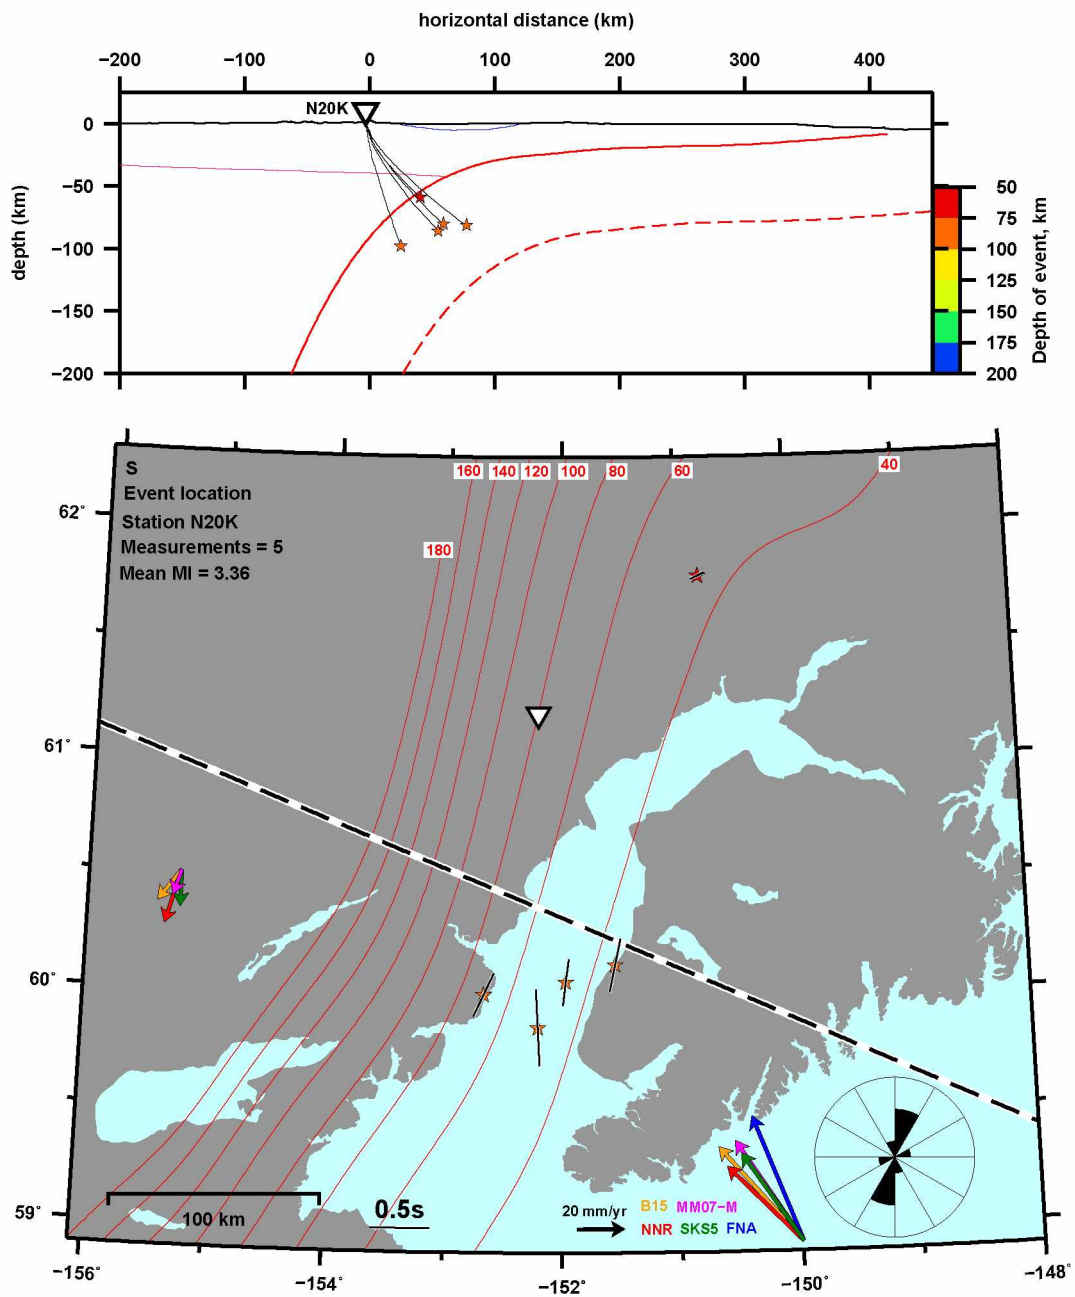 horizontal distance (km)
−200 −100 0 100 200 300 400
N20K
0
−50
−100
−150
−200
depth (km)
50
75
100
125
150
75
200
Depth of event, km
S
Event location
Station N20K
Measurements = 5
Mean MI = 3.36
160 140 120 100 80 60 40
180
62°
61°
60°
59°
100 km
0.5s
20 mm/yr
B15 MM07−M
NNR SKS5 FNA
−156° −154° −152° −150° −148°